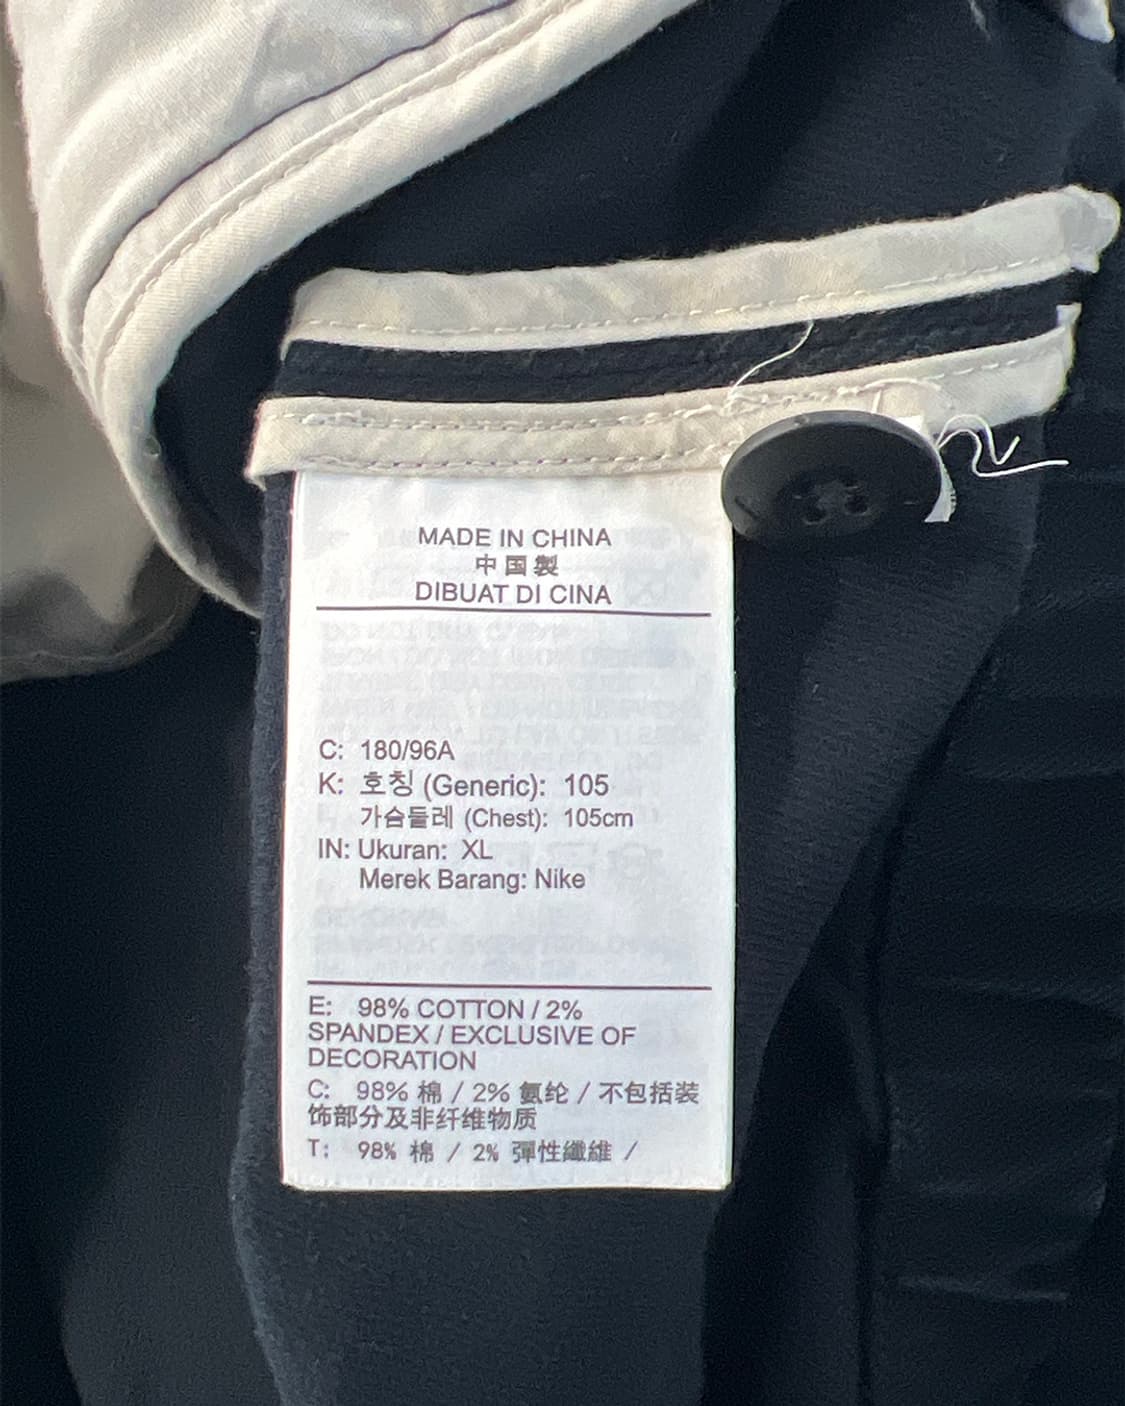 MADE IN CHINA
中国製
DIBUAT DI CINA
C: 180/96A
K: 호칭 (Generic): 105
가슴둘레 (Chest): 105cm
IN: Ukuran: XL
Merek Barang: Nike
E: 98% COTTON / 2%
SPANDEX / EXCLUSIVE OF
DECORATION
C: 98% 棉 / 2% 氨纶 / 不包括装
饰部分及非纤维物质
T: 98% 棉 / 2% 彈性纖維 /